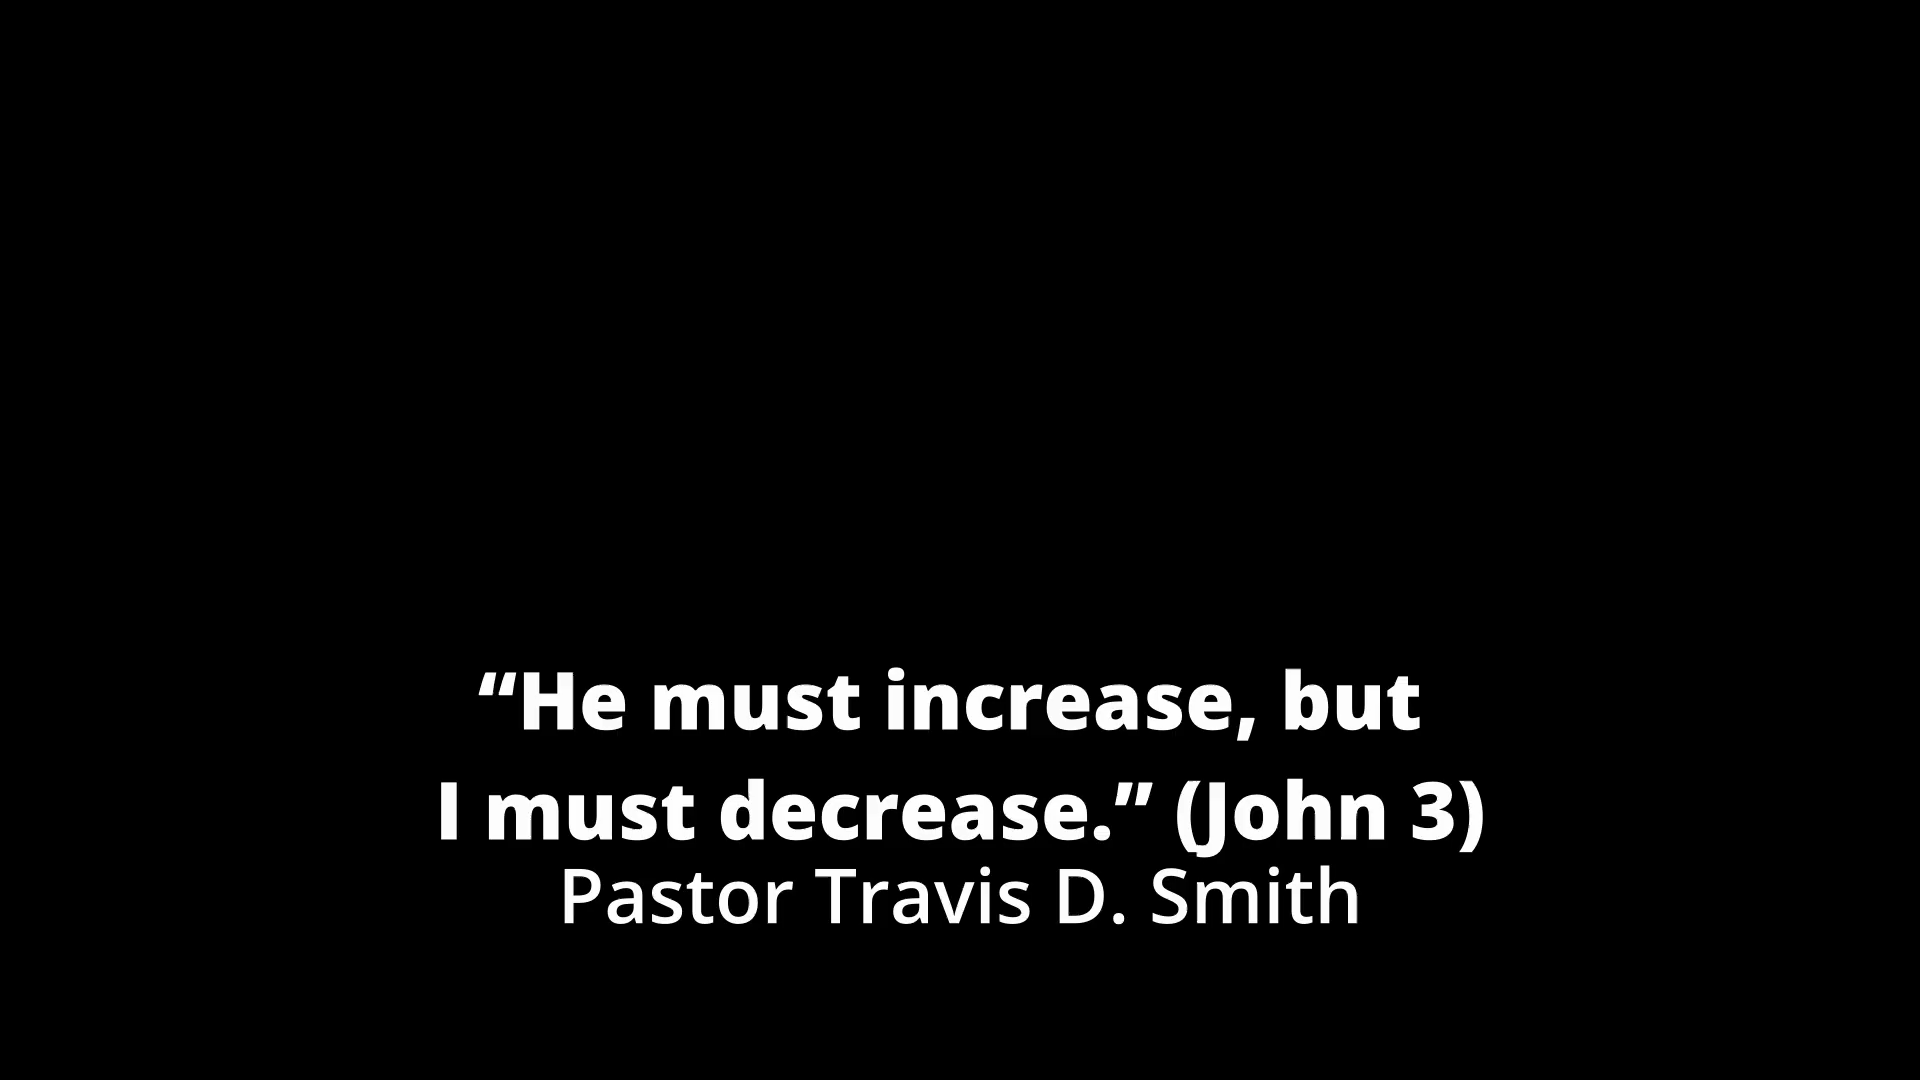 “He must increase, but
I must decrease.” (John 3)
Pastor Travis D. Smith